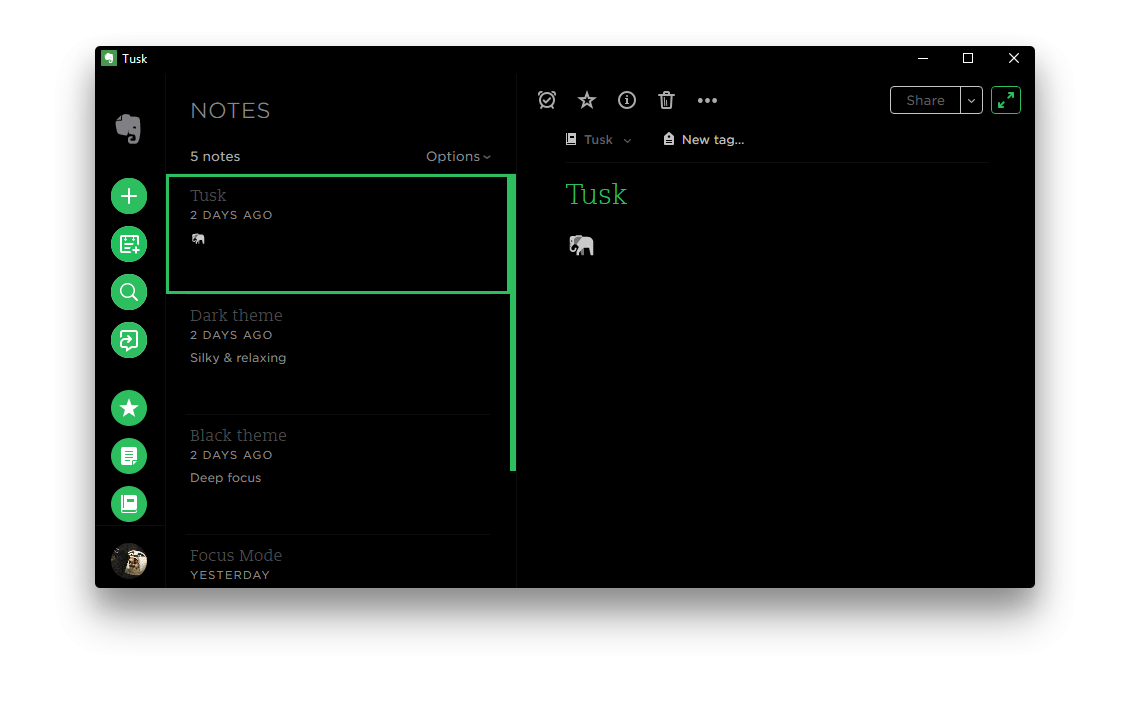 Tusk
NOTES
5 notes
Options
Tusk
2 DAYS AGO
Dark theme
2 DAYS AGO
Silky & relaxing
Black theme
2 DAYS AGO
Deep focus
Focus Mode
YESTERDAY
Share
Tusk
New tag...
Tusk